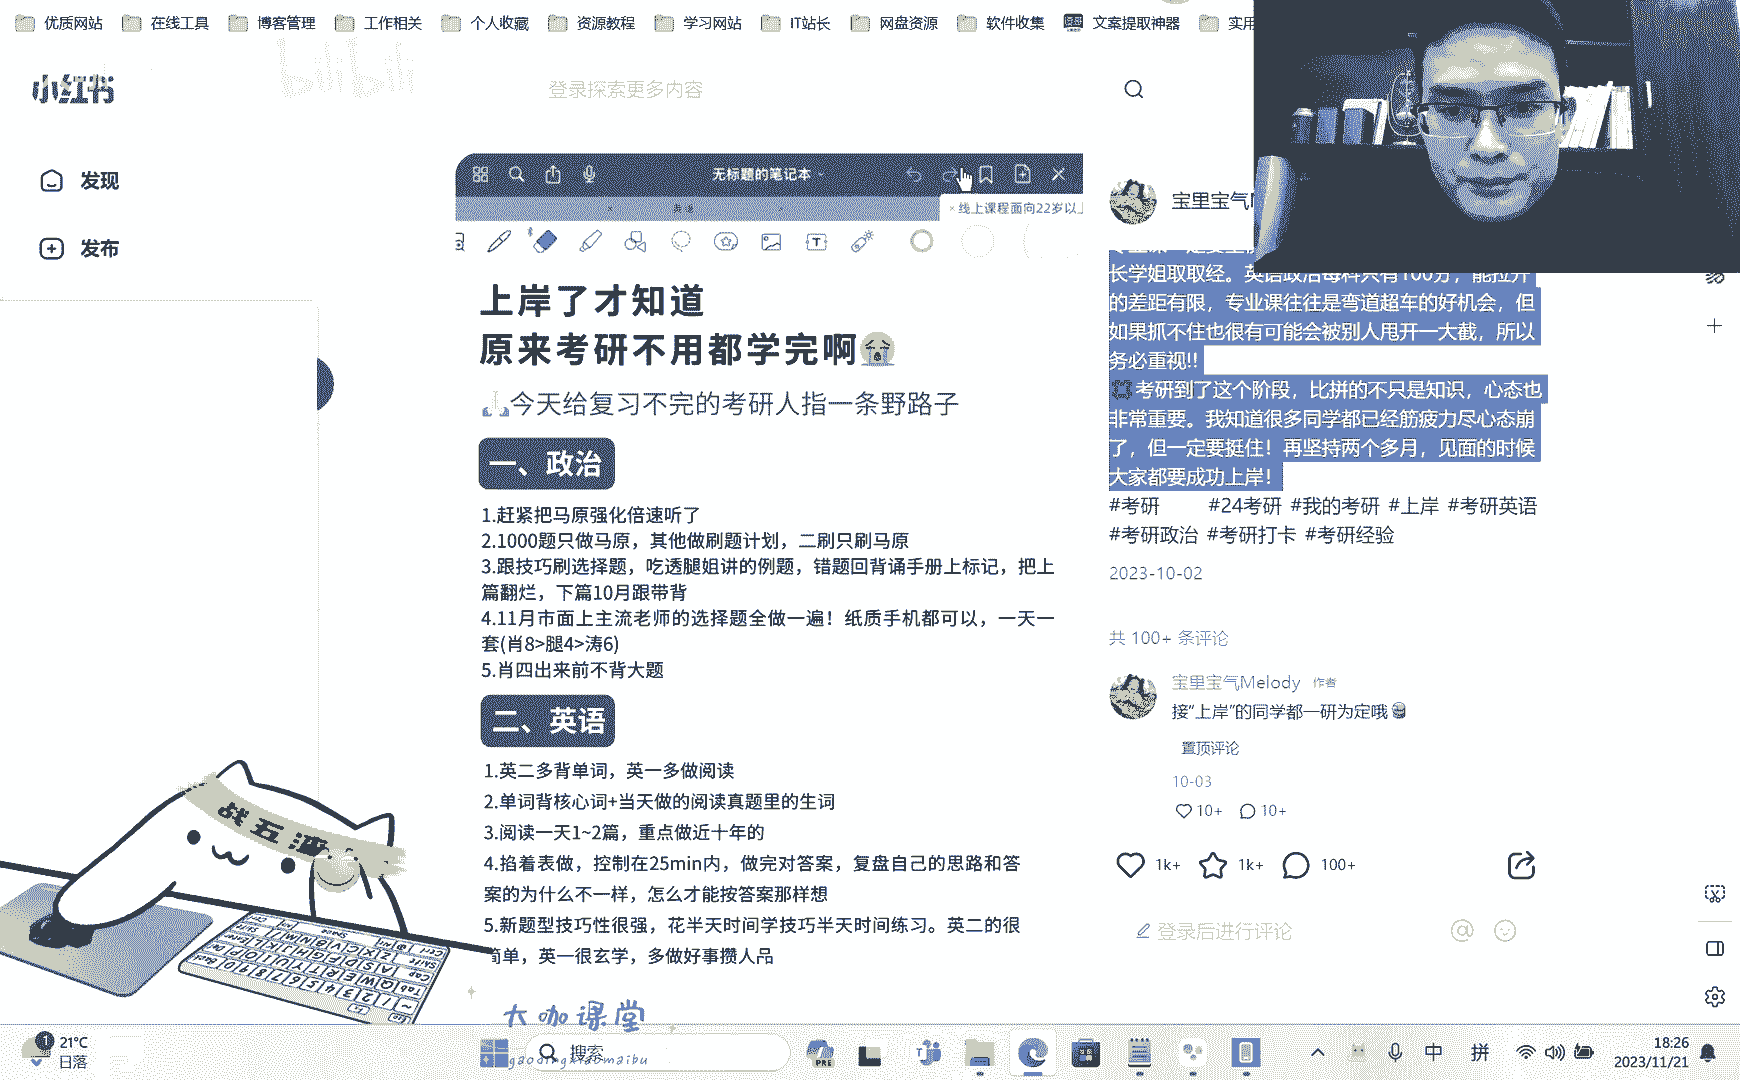 优质网站 在线工具 博客管理 工作相关 个人收藏 资源教程 学习网站 IT站长 网盘资源 软件收集 文案提取神器 实用
小红书
bilibili
登录探索更多内容
发现
发布
无标题的笔记本
英语
×线上课程面向22岁以上
上岸了才知道
原来考研不用都学完啊😭
🙏今天给复习不完的考研人指一条野路子
一、政治
1.赶紧把马原强化倍速听了
2.1000题只做马原，其他做刷题计划，二刷只刷马原
3.跟技巧刷选择题，吃透腿姐讲的例题，错题回背诵手册上标记，把上
篇翻烂，下篇10月跟带背
4.11月市面上主流老师的选择题全做一遍！纸质手机都可以，一天一
套(肖8>腿4>涛6)
5.肖四出来前不背大题
二、英语
1.英二多背单词，英一多做阅读
2.单词背核心词+当天做的阅读真题里的生词
3.阅读一天1~2篇，重点做近十年的
4.掐着表做，控制在25min内，做完对答案，复盘自己的思路和答
案的为什么不一样，怎么才能按答案那样想
5.新题型技巧性很强，花半天时间学技巧半天时间练习。英二的很
简单，英一很玄学，多做好事攒人品
宝里宝气
长学姐取取经。英语政治每科只有100分，能拉开
的差距有限，专业课往往是弯道超车的好机会，但
如果抓不住也很有可能会被别人甩开一大截，所以
务必重视!!
考研到了这个阶段，比拼的不只是知识，心态也
非常重要。我知道很多同学都已经筋疲力尽心态崩
了，但一定要挺住！再坚持两个多月，见面的时候
大家都要成功上岸！
#考研 #24考研 #我的考研 #上岸 #考研英语
#考研政治 #考研打卡 #考研经验
2023-10-02
共 100+ 条评论
宝里宝气Melody 作者
接“上岸”的同学都一研为定哦
置顶评论
10-03
10+ 10+
1k+ 1k+ 100+
登录后进行评论
战五渣
大咖课堂
gaodingxiaomaibu
21°C
日落
搜索
PRE
中 拼
18:26
2023/11/21